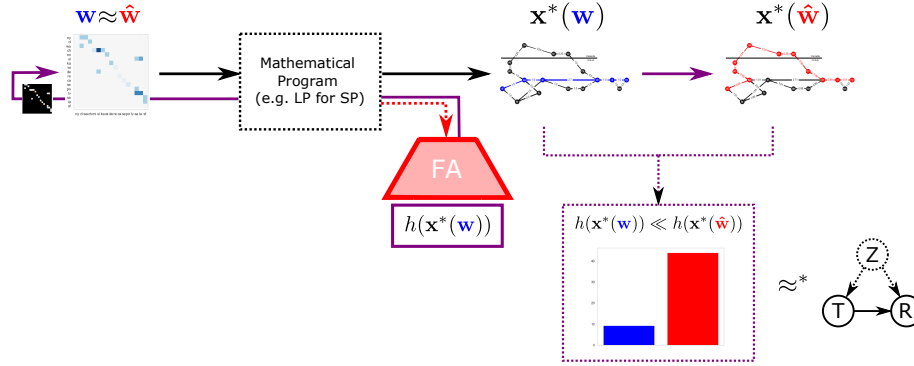 w≈ŵ
x*(w)
x*(ŵ)
Mathematical
Program
(e.g. LP for SP)
FA
h(x*(w))
h(x*(w)) ≪ h(x*(ŵ))
≈*
Z
T
R